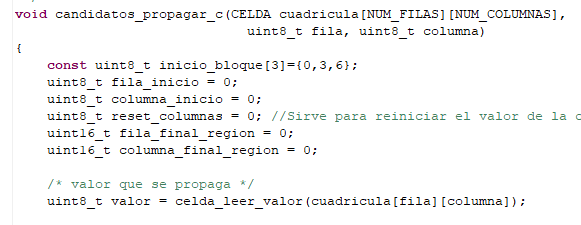 void candidatos_propagar_c(CELDA cuadricula[NUM_FILAS][NUM_COLUMNAS],
uint8_t fila, uint8_t columna)
{
const uint8_t inicio_bloque[3]={0,3,6};
uint8_t fila_inicio = 0;
uint8_t columna_inicio = 0;
uint8_t reset_columnas = 0; //Sirve para reiniciar el valor de la
uint16_t fila_final_region = 0;
uint16_t columna_final_region = 0;
/* valor que se propaga */
uint8_t valor = celda_leer_valor(cuadricula[fila][columna]);